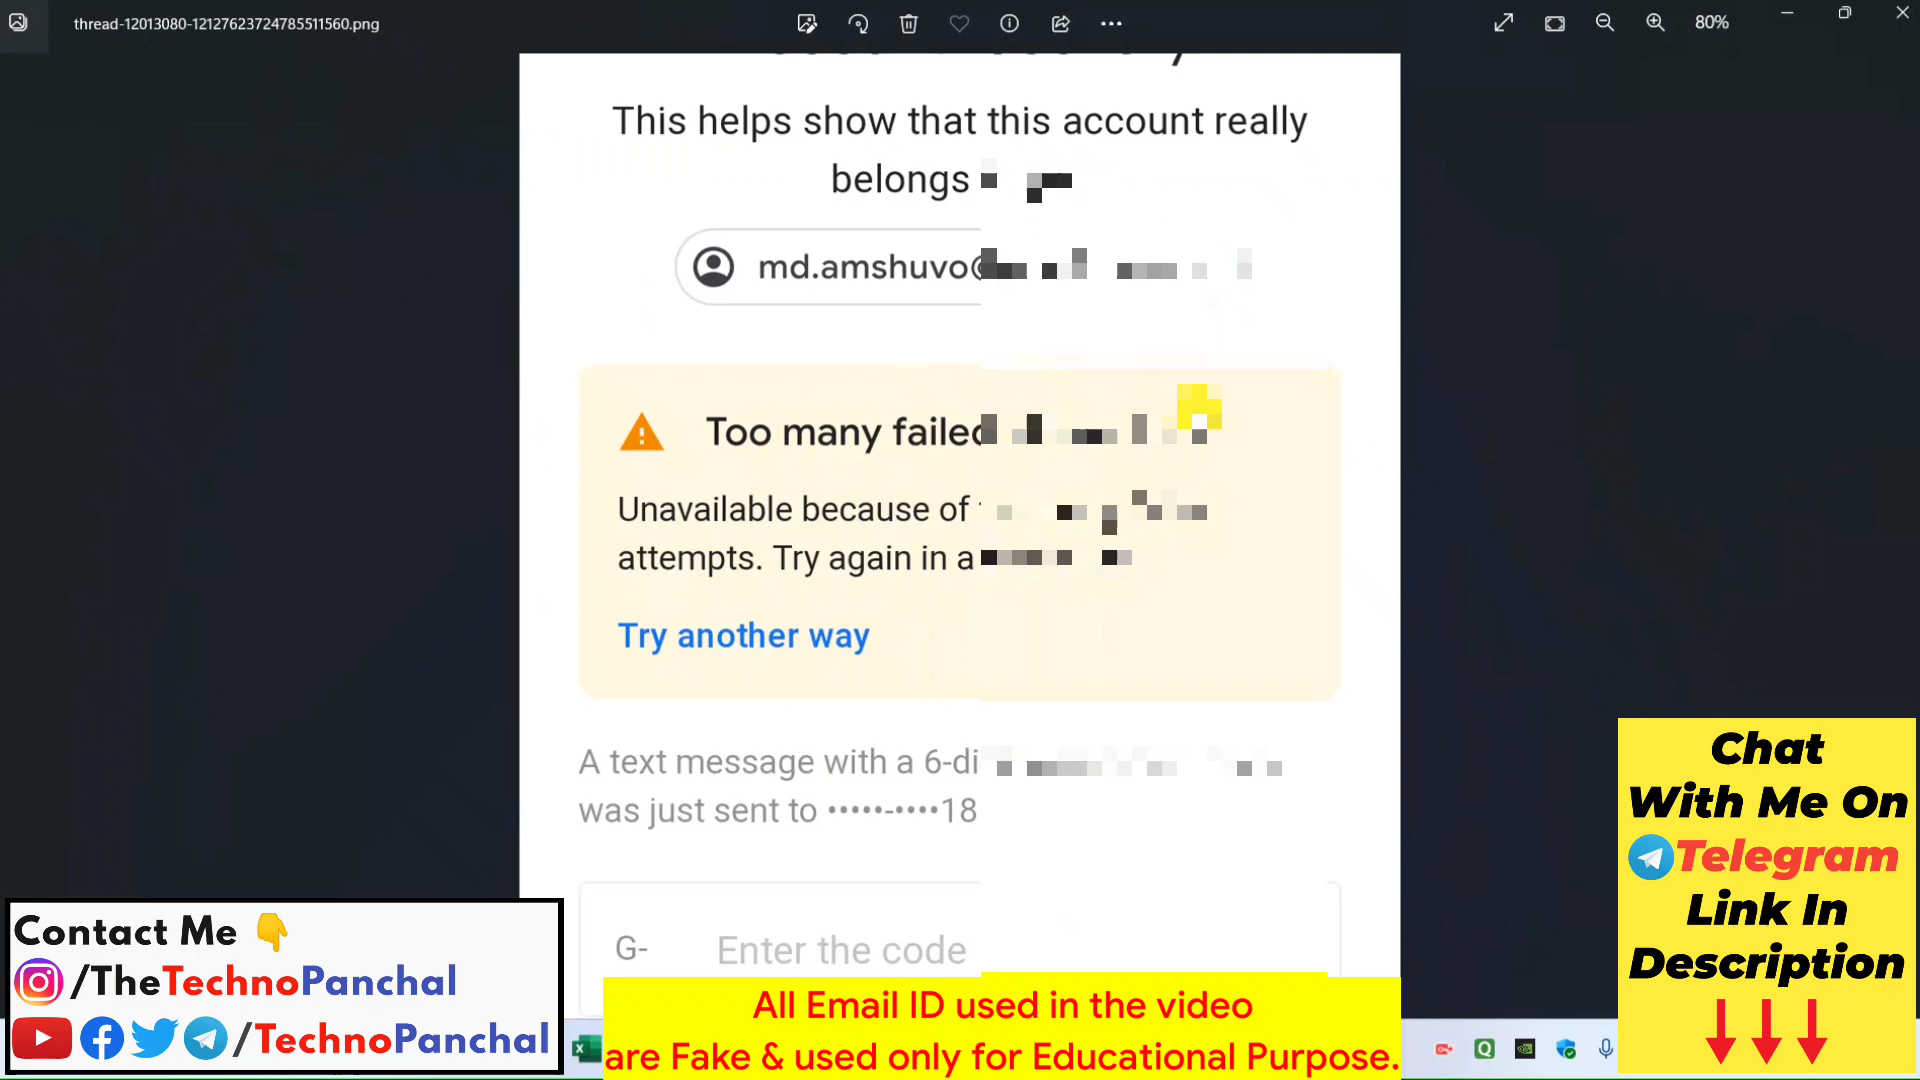 thread-12013080-12127623724785511560.png
80%
This helps show that this account really
belongs
md.amshuvo@
Too many failed
Unavailable because of
attempts. Try again in a
Try another way
A text message with a 6-di
was just sent to •••••-••••18
G-
Enter the code
Contact Me 👇
/TheTechnoPanchal
/TechnoPanchal
All Email ID used in the video
are Fake & used only for Educational Purpose.
Chat
With Me On
Telegram
Link In
Description